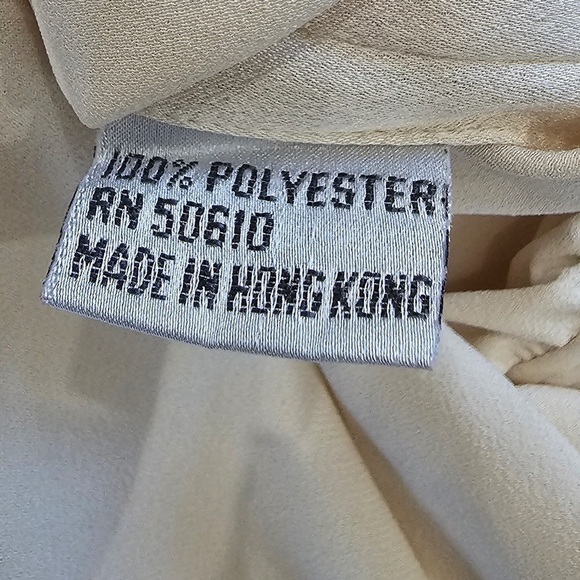 100% POLYESTER
RN 50610
MADE IN HONG KONG